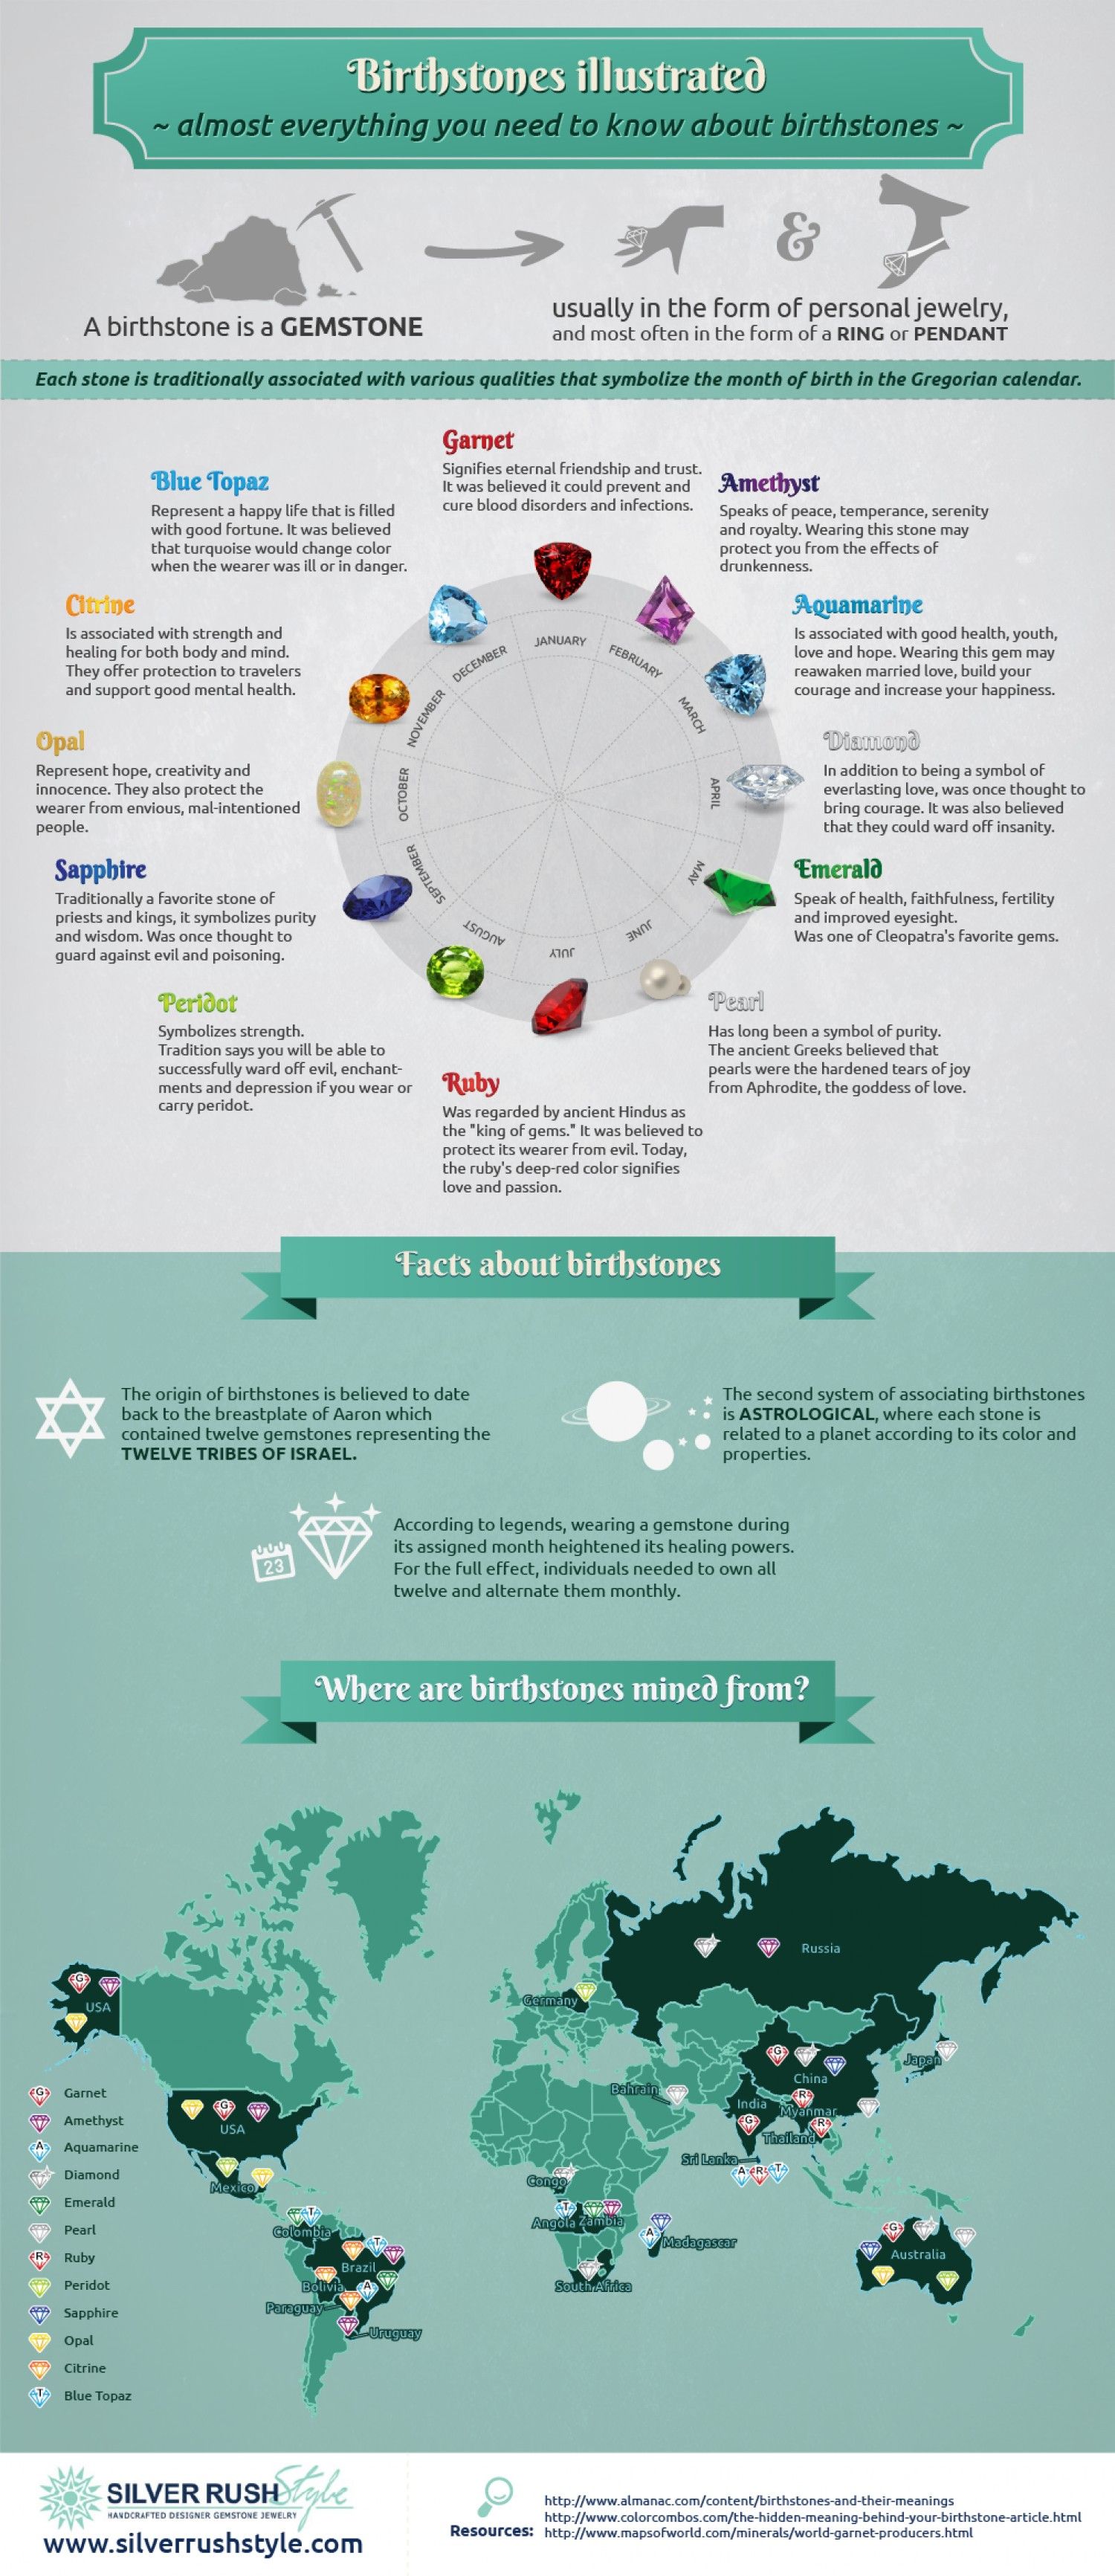 Birthstones illustrated
~ almost everything you need to know about birthstones ~
&
A birthstone is a GEMSTONE
usually in the form of personal jewelry,
and most often in the form of a RING or PENDANT
Each stone is traditionally associated with various qualities that symbolize the month of birth in the Gregorian calendar.
Garnet
Signifies eternal friendship and trust.
It was believed it could prevent and
cure blood disorders and infections.
Amethyst
Speaks of peace, temperance, serenity
and royalty. Wearing this stone may
protect you from the effects of
drunkenness.
Aquamarine
Is associated with good health, youth,
love and hope. Wearing this gem may
reawaken married love, build your
courage and increase your happiness.
Diamond
In addition to being a symbol of
everlasting love, was once thought to
bring courage. It was also believed
that they could ward off insanity.
Emerald
Speak of health, faithfulness, fertility
and improved eyesight.
Was one of Cleopatra's favorite gems.
Pearl
Has long been a symbol of purity.
The ancient Greeks believed that
pearls were the hardened tears of joy
from Aphrodite, the goddess of love.
Ruby
Was regarded by ancient Hindus as
the "king of gems." It was believed to
protect its wearer from evil. Today,
the ruby's deep-red color signifies
love and passion.
Peridot
Symbolizes strength.
Tradition says you will be able to
successfully ward off evil, enchant-
ments and depression if you wear or
carry peridot.
Sapphire
Traditionally a favorite stone of
priests and kings, it symbolizes purity
and wisdom. Was once thought to
guard against evil and poisoning.
Opal
Represent hope, creativity and
innocence. They also protect the
wearer from envious, mal-intentioned
people.
Citrine
Is associated with strength and
healing for both body and mind.
They offer protection to travelers
and support good mental health.
Blue Topaz
Represent a happy life that is filled
with good fortune. It was believed
that turquoise would change color
when the wearer was ill or in danger.
JANUARY
FEBRUARY
MARCH
APRIL
MAY
JUNE
JULY
AUGUST
SEPTEMBER
OCTOBER
NOVEMBER
DECEMBER
Facts about birthstones
The origin of birthstones is believed to date
back to the breastplate of Aaron which
contained twelve gemstones representing the
TWELVE TRIBES OF ISRAEL.
The second system of associating birthstones
is ASTROLOGICAL, where each stone is
related to a planet according to its color and
properties.
23
According to legends, wearing a gemstone during
its assigned month heightened its healing powers.
For the full effect, individuals needed to own all
twelve and alternate them monthly.
Where are birthstones mined from?
Russia
G
USA
Germany
Japan
G
China
Bahrain
India
R
Myanmar
G
R
Thailand
Sri Lanka
A R T
G
USA
Mexico
Congo
T
Angola
Zambia
A
Madagascar
South Africa
T
Colombia
T
Brazil
Bolivia
A
Paraguay
Uruguay
G
Australia
G Garnet
Amethyst
A Aquamarine
Diamond
Emerald
Pearl
R Ruby
Peridot
Sapphire
Opal
Citrine
T Blue Topaz
SILVER RUSH Style
HANDCRAFTED DESIGNER GEMSTONE JEWELRY
www.silverrushstyle.com
Resources:
http://www.almanac.com/content/birthstones-and-their-meanings
http://www.colorcombos.com/the-hidden-meaning-behind-your-birthstone-article.html
http://www.mapsofworld.com/minerals/world-garnet-producers.html